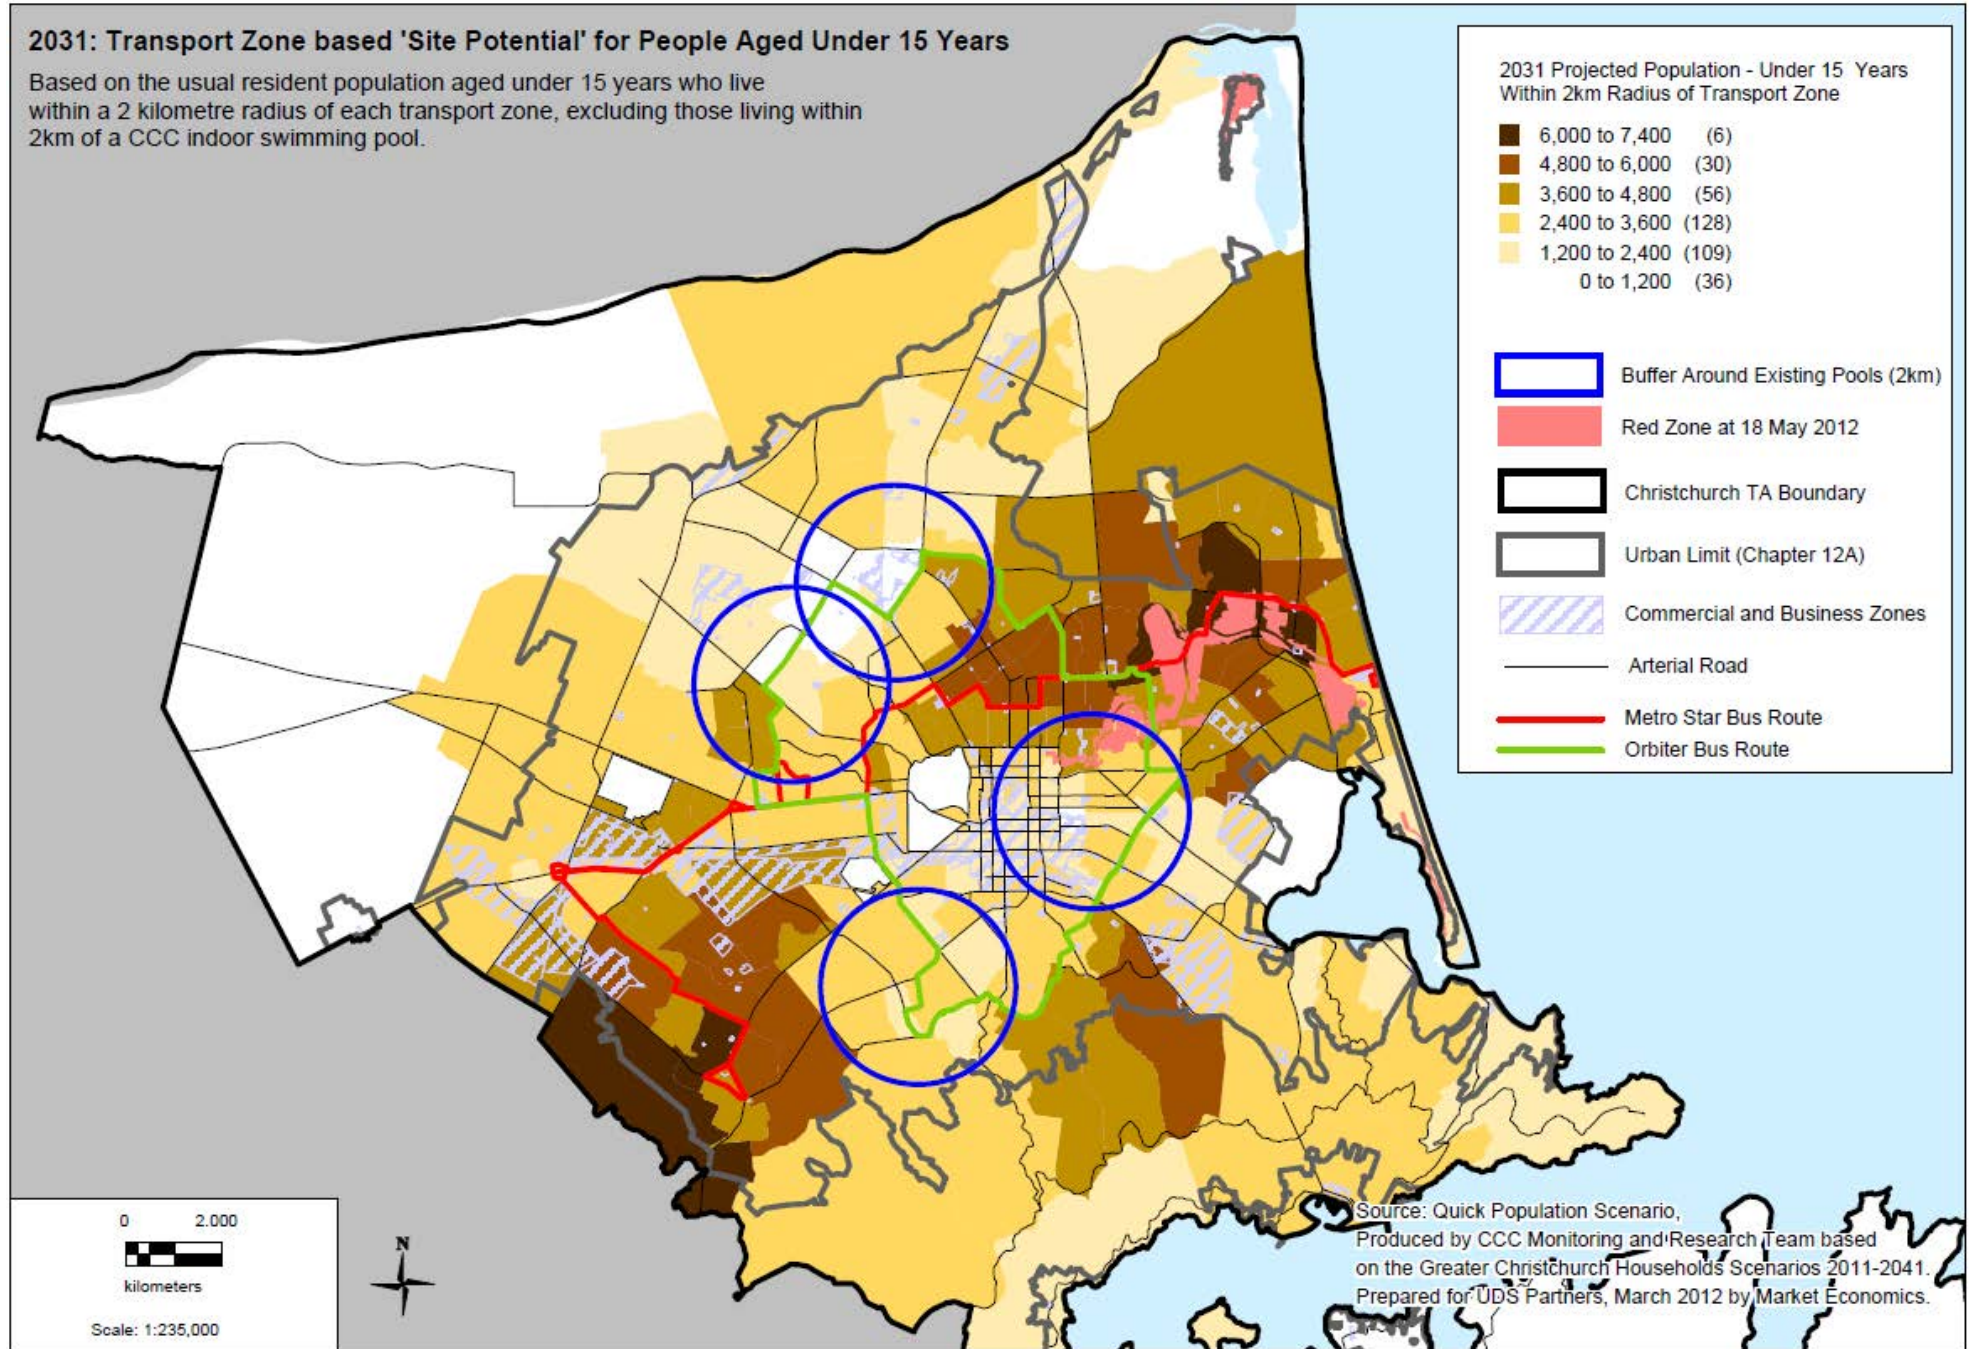 2031: Transport Zone based 'Site Potential' for People Aged Under 15 Years
Based on the usual resident population aged under 15 years who live
within a 2 kilometre radius of each transport zone, excluding those living within
2km of a CCC indoor swimming pool.
2031 Projected Population - Under 15 Years
Within 2km Radius of Transport Zone
6,000 to 7,400 (6)
4,800 to 6,000 (30)
3,600 to 4,800 (56)
2,400 to 3,600 (128)
1,200 to 2,400 (109)
0 to 1,200 (36)
Buffer Around Existing Pools (2km)
Red Zone at 18 May 2012
Christchurch TA Boundary
Urban Limit (Chapter 12A)
Commercial and Business Zones
Arterial Road
Metro Star Bus Route
Orbiter Bus Route
0 2.000
kilometers
Scale: 1:235,000
N
Source: Quick Population Scenario,
Produced by CCC Monitoring and Research Team based
on the Greater Christchurch Households Scenarios 2011-2041.
Prepared for UDS Partners, March 2012 by Market Economics.